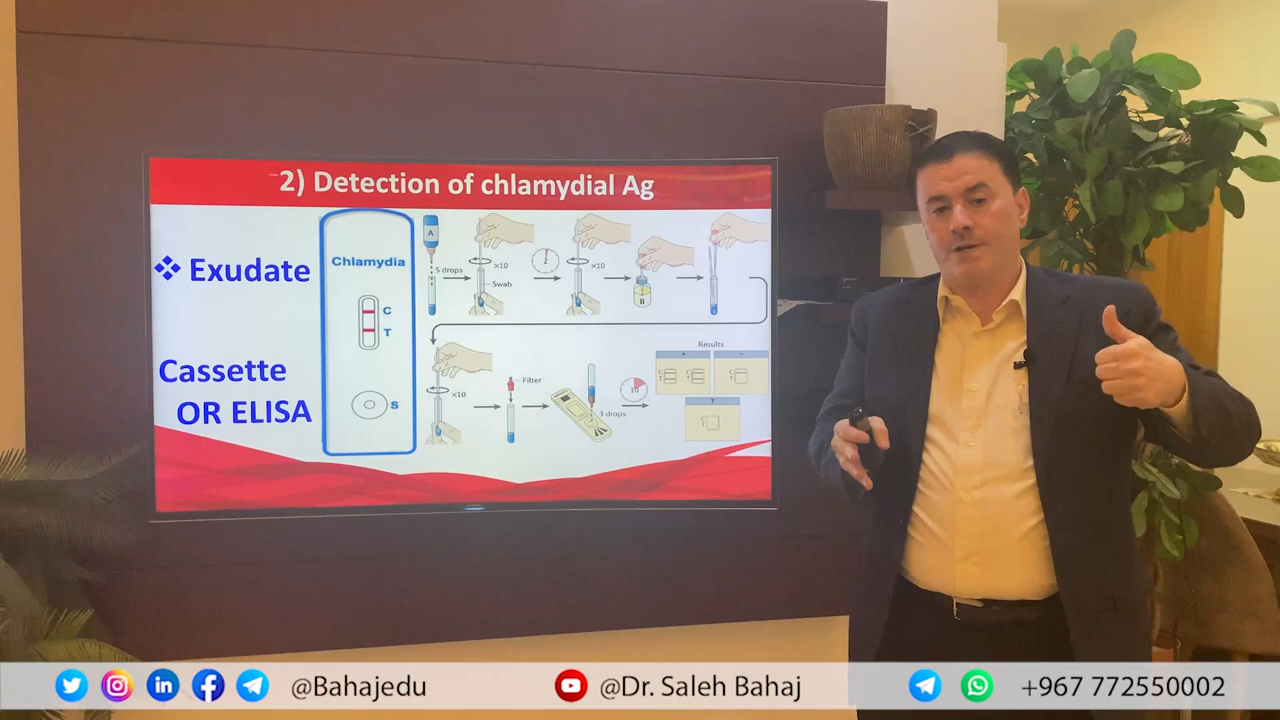 2) Detection of chlamydial Ag
❖ Exudate
Cassette
OR ELISA
Chlamydia
C
T
S
A
5 drops
×10
Swab
2
×10
B
×10
Filter
3 drops
10
Results
+
−
C
T
C
T
C
T
?
C
T
@Bahajedu
@Dr. Saleh Bahaj
+967 772550002